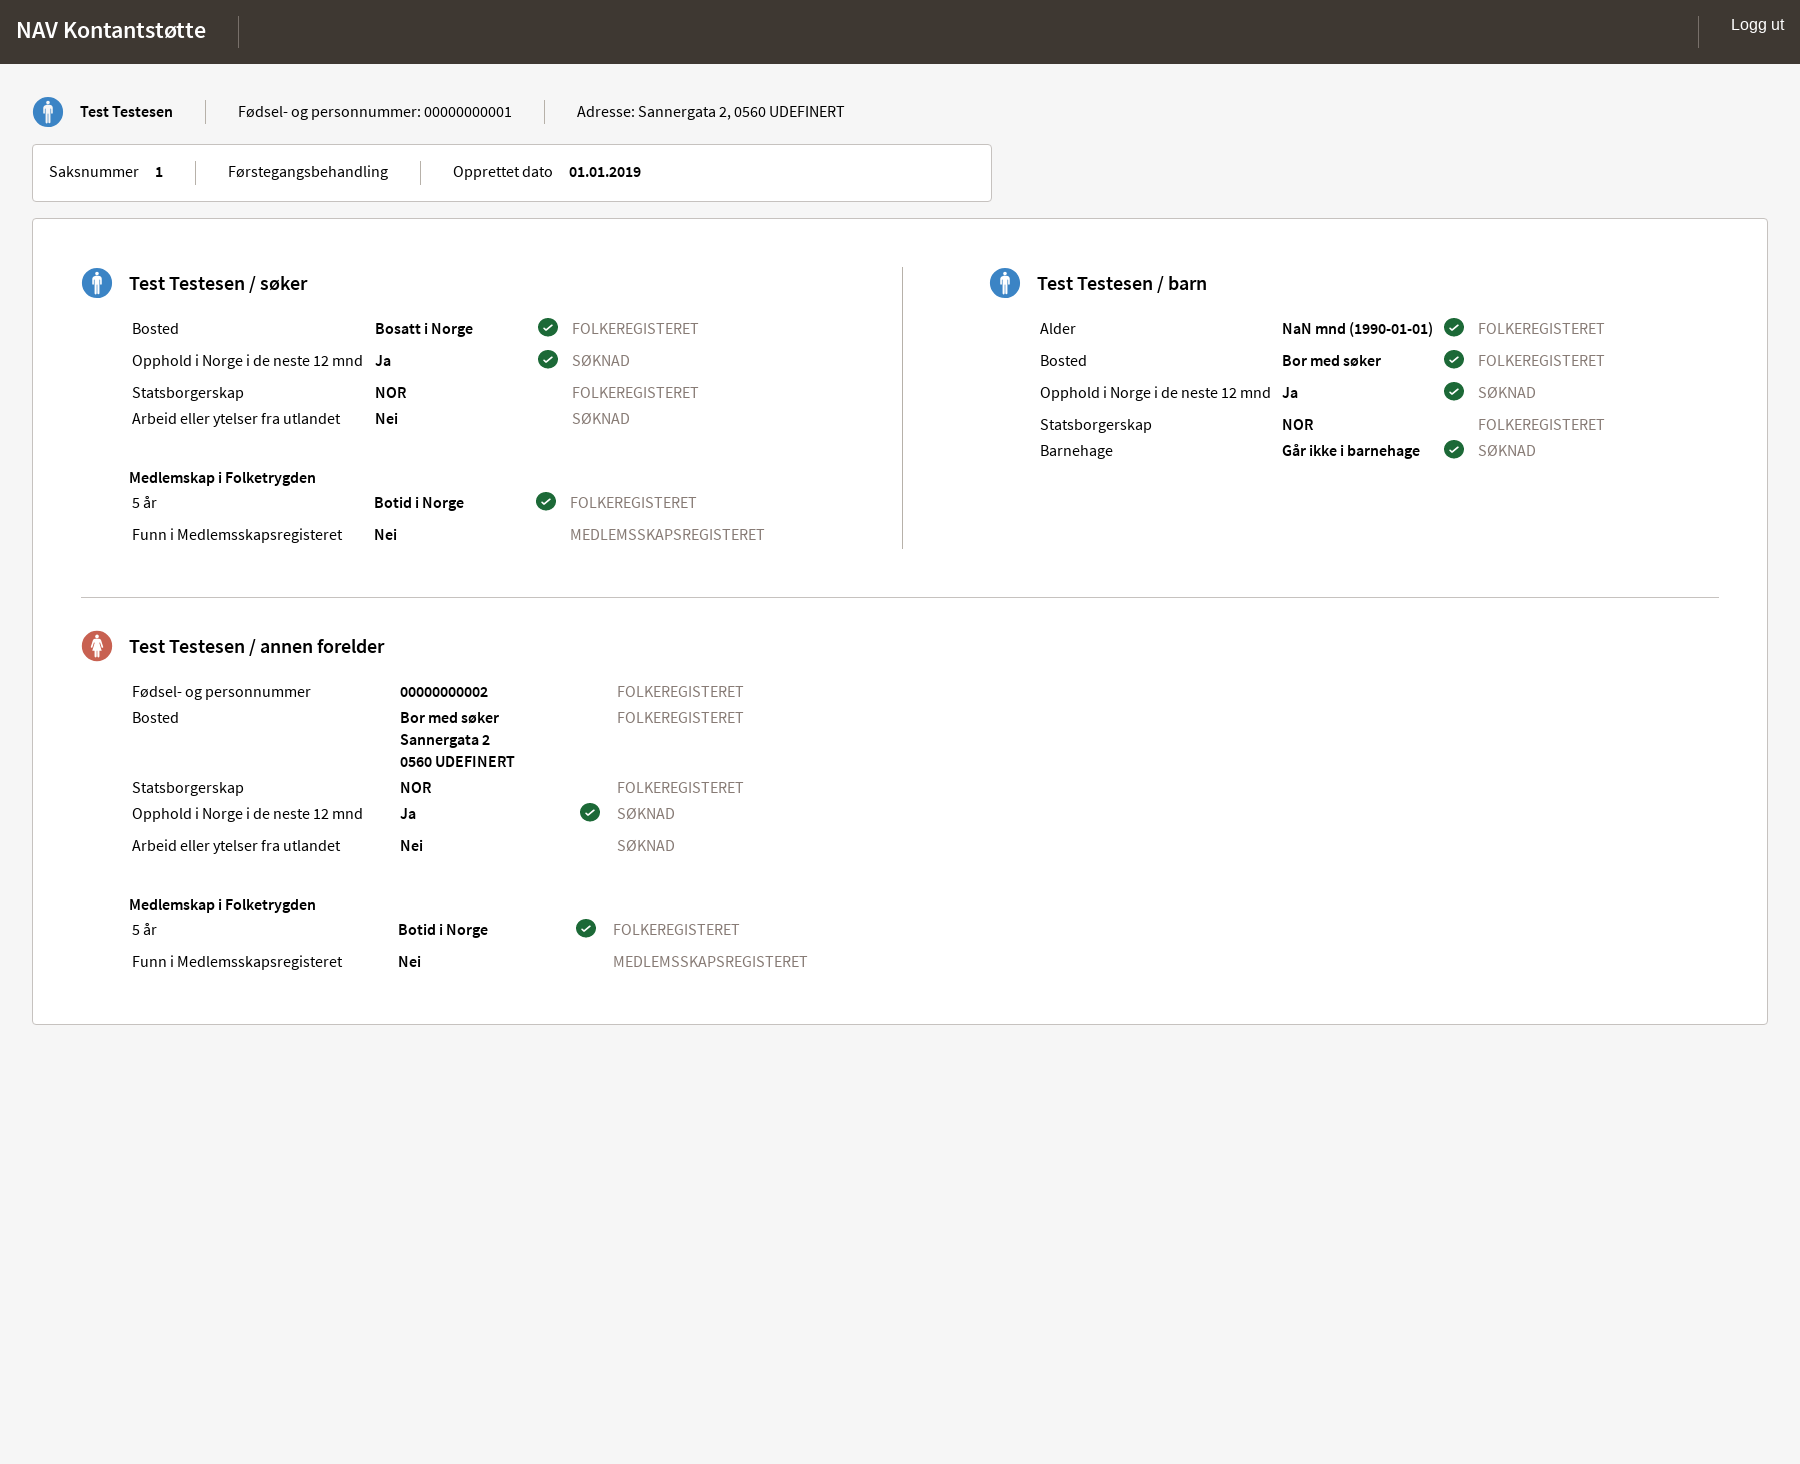 NAV Kontantstøtte
Logg ut
Test Testesen
Fødsel- og personnummer: 00000000001
Adresse: Sannergata 2, 0560 UDEFINERT
Saksnummer 1
Førstegangsbehandling
Opprettet dato 01.01.2019
Test Testesen / søker
Bosted Bosatt i Norge FOLKEREGISTERET
Opphold i Norge i de neste 12 mnd Ja SØKNAD
Statsborgerskap NOR FOLKEREGISTERET
Arbeid eller ytelser fra utlandet Nei SØKNAD
Medlemskap i Folketrygden
5 år Botid i Norge FOLKEREGISTERET
Funn i Medlemsskapsregisteret Nei MEDLEMSSKAPSREGISTERET
Test Testesen / barn
Alder NaN mnd (1990-01-01) FOLKEREGISTERET
Bosted Bor med søker FOLKEREGISTERET
Opphold i Norge i de neste 12 mnd Ja SØKNAD
Statsborgerskap NOR FOLKEREGISTERET
Barnehage Går ikke i barnehage SØKNAD
Test Testesen / annen forelder
Fødsel- og personnummer 00000000002 FOLKEREGISTERET
Bosted Bor med søker FOLKEREGISTERET
Sannergata 2
0560 UDEFINERT
Statsborgerskap NOR FOLKEREGISTERET
Opphold i Norge i de neste 12 mnd Ja SØKNAD
Arbeid eller ytelser fra utlandet Nei SØKNAD
Medlemskap i Folketrygden
5 år Botid i Norge FOLKEREGISTERET
Funn i Medlemsskapsregisteret Nei MEDLEMSSKAPSREGISTERET